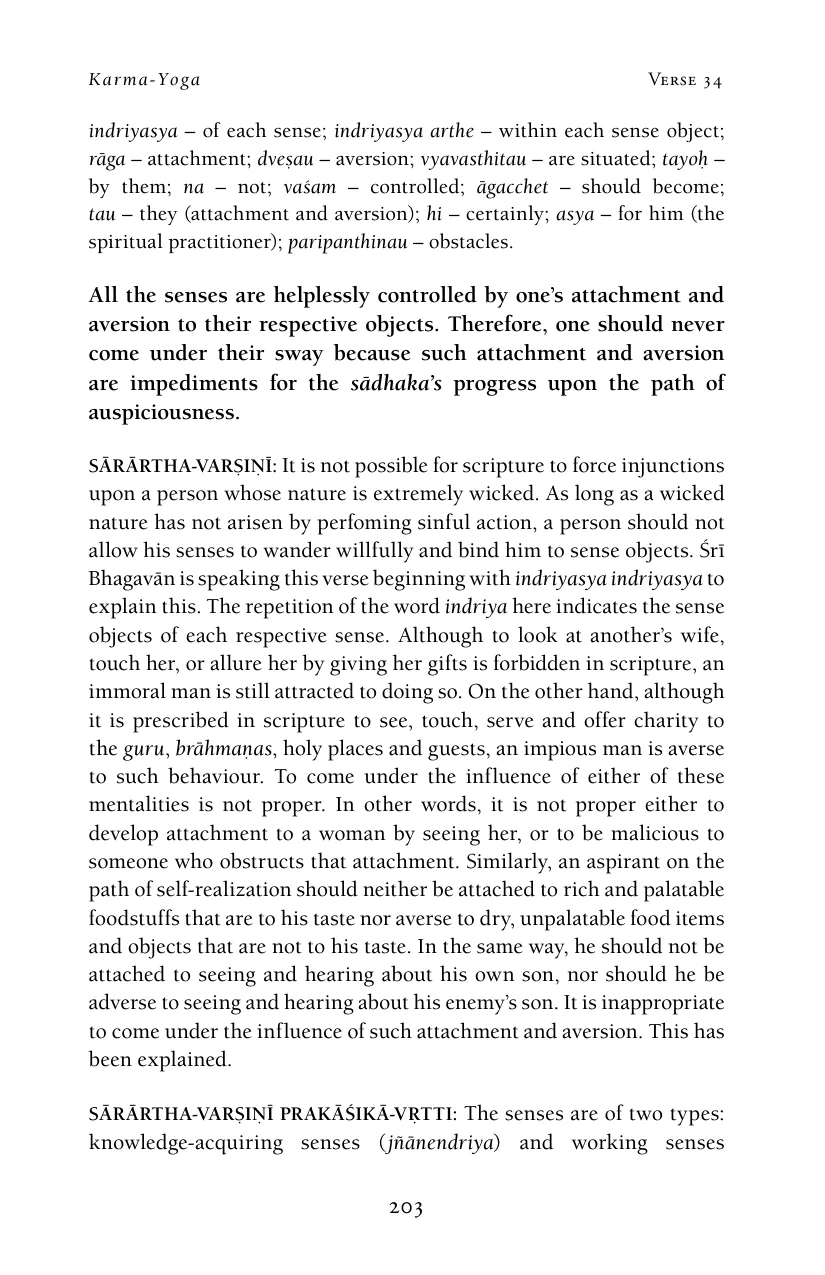 Karma-Yoga Verse 34
indriyasya – of each sense; indriyasya arthe – within each sense object;
rāga – attachment; dveṣau – aversion; vyavasthitau – are situated; tayoḥ –
by them; na – not; vaśam – controlled; āgacchet – should become;
tau – they (attachment and aversion); hi – certainly; asya – for him (the
spiritual practitioner); paripanthinau – obstacles.
All the senses are helplessly controlled by one’s attachment and
aversion to their respective objects. Therefore, one should never
come under their sway because such attachment and aversion
are impediments for the sādhaka’s progress upon the path of
auspiciousness.
SĀRĀRTHA-VARṢIṆĪ: It is not possible for scripture to force injunctions
upon a person whose nature is extremely wicked. As long as a wicked
nature has not arisen by perfoming sinful action, a person should not
allow his senses to wander willfully and bind him to sense objects. Śrī
Bhagavān is speaking this verse beginning with indriyasya indriyasya to
explain this. The repetition of the word indriya here indicates the sense
objects of each respective sense. Although to look at another’s wife,
touch her, or allure her by giving her gifts is forbidden in scripture, an
immoral man is still attracted to doing so. On the other hand, although
it is prescribed in scripture to see, touch, serve and offer charity to
the guru, brāhmaṇas, holy places and guests, an impious man is averse
to such behaviour. To come under the influence of either of these
mentalities is not proper. In other words, it is not proper either to
develop attachment to a woman by seeing her, or to be malicious to
someone who obstructs that attachment. Similarly, an aspirant on the
path of self-realization should neither be attached to rich and palatable
foodstuffs that are to his taste nor averse to dry, unpalatable food items
and objects that are not to his taste. In the same way, he should not be
attached to seeing and hearing about his own son, nor should he be
adverse to seeing and hearing about his enemy’s son. It is inappropriate
to come under the influence of such attachment and aversion. This has
been explained.
SĀRĀRTHA-VARṢIṆĪ PRAKĀŚIKĀ-VṚTTI: The senses are of two types:
knowledge-acquiring senses (jñānendriya) and working senses
203